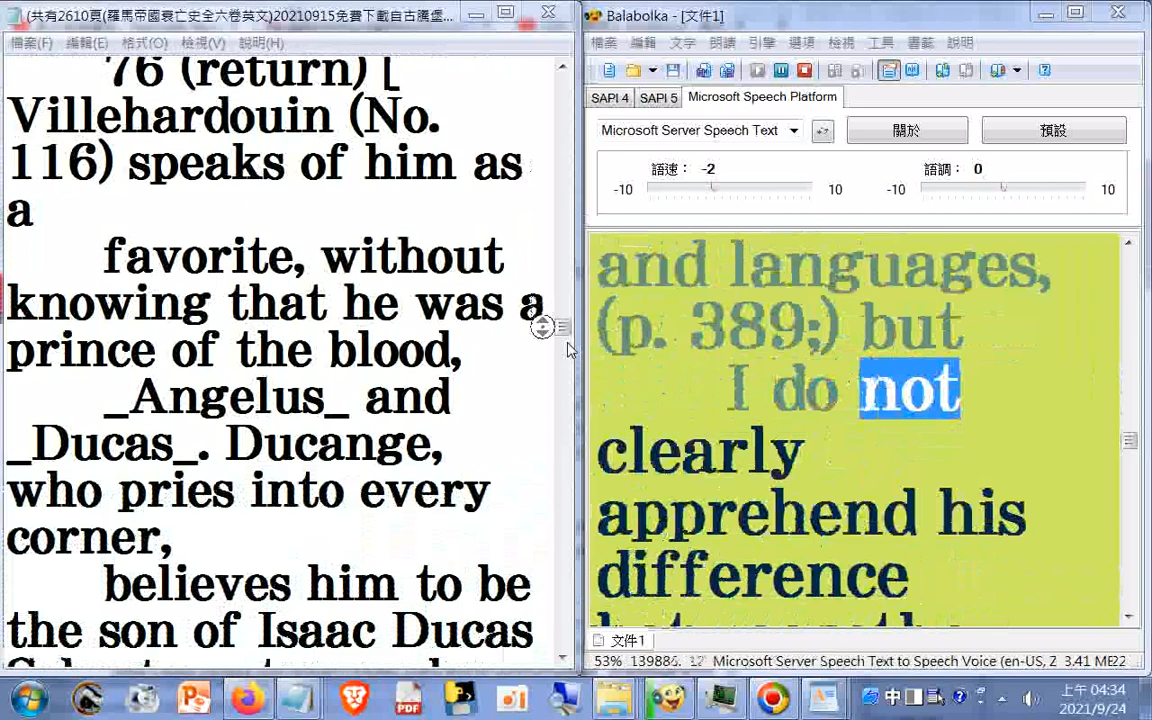 (共有2610頁(羅馬帝國衰亡史全六卷英文)20210915免費下載自古騰堡...
檔案(F) 編輯(E) 格式(O) 檢視(V) 說明(H)
76 (return) [
Villehardouin (No.
116) speaks of him as
a
favorite, without
knowing that he was a
prince of the blood,
_Angelus_ and
_Ducas_. Ducange,
who pries into every
corner,
believes him to be
the son of Isaac Ducas
Balabolka - [文件1]
檔案 編輯 文字 朗讀 引擎 選項 檢視 工具 書籤 說明
SAPI 4 SAPI 5 Microsoft Speech Platform
Microsoft Server Speech Text 關於 預設
語速: -2 語調: 0
-10 10 -10 10
and languages,
(p. 389;) but
I do not
clearly
apprehend his
difference
文件1
53% Microsoft Server Speech Text to Speech Voice (en-US, Z 3.41 ME22
中
上午 04:34
2021/9/24